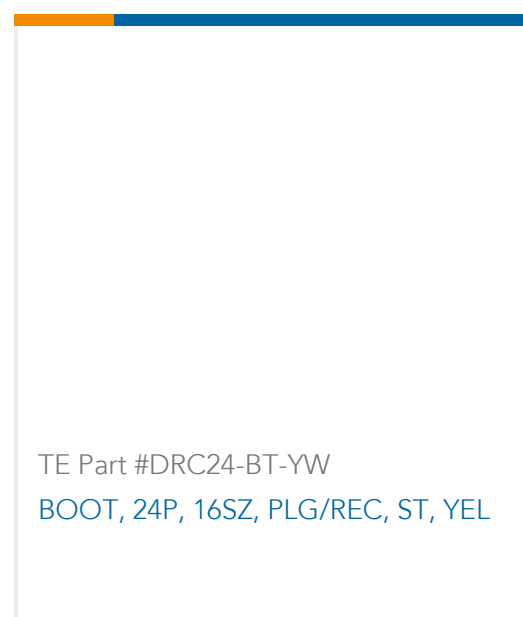 TE Part #DRC24-BT-YW
BOOT, 24P, 16SZ, PLG/REC, ST, YEL